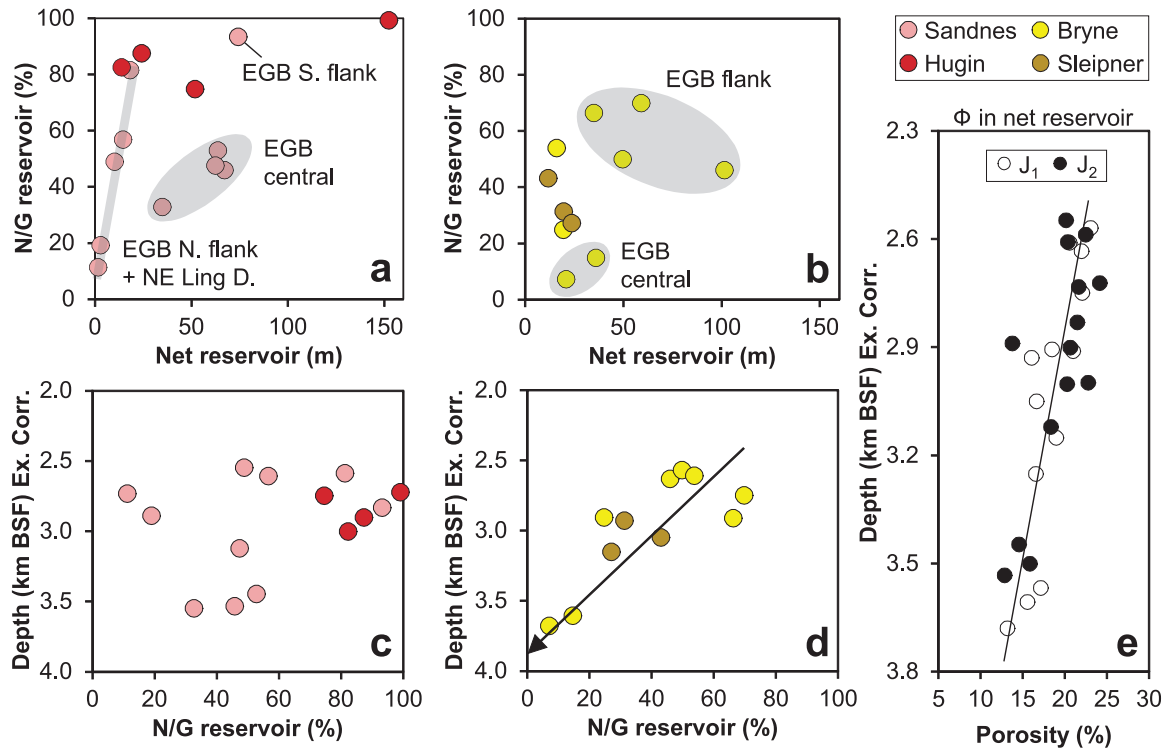 Sandnes
Bryne
Hugin
Sleipner
N/G reservoir (%)
100
80
60
40
20
0
EGB S. flank
EGB
central
EGB N. flank
+ NE Ling D.
a
0
50
100
150
Net reservoir (m)
N/G reservoir (%)
100
80
60
40
20
0
EGB flank
EGB
central
b
0
50
100
150
Net reservoir (m)
Depth (km BSF) Ex. Corr.
2.0
2.5
3.0
3.5
4.0
c
0
20
40
60
80
100
N/G reservoir (%)
Depth (km BSF) Ex. Corr.
2.0
2.5
3.0
3.5
4.0
d
0
20
40
60
80
100
N/G reservoir (%)
Φ in net reservoir
J₁
J₂
Depth (km BSF) Ex. Corr.
2.3
2.6
2.9
3.2
3.5
3.8
e
5
10
15
20
25
30
Porosity (%)